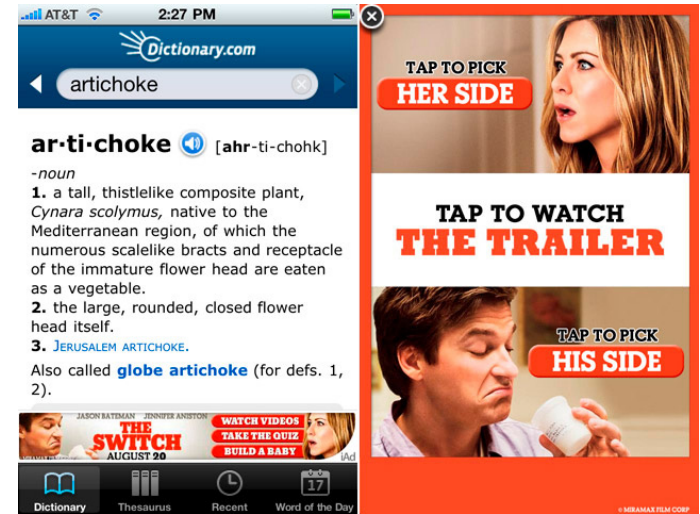 AT&T 2:27 PM
Dictionary.com
artichoke
ar·ti·choke [ahr-ti-chohk]
-noun
1. a tall, thistlelike composite plant,
Cynara scolymus, native to the
Mediterranean region, of which the
numerous scalelike bracts and receptacle
of the immature flower head are eaten
as a vegetable.
2. the large, rounded, closed flower
head itself.
3. JERUSALEM ARTICHOKE.
Also called globe artichoke (for defs. 1,
2).
JASON BATEMAN JENNIFER ANISTON
THE
SWITCH
AUGUST 20
WATCH VIDEOS
TAKE THE QUIZ
BUILD A BABY
iAd
Dictionary
Thesaurus
Recent
17
Word of the Day
TAP TO PICK
HER SIDE
TAP TO WATCH
THE TRAILER
TAP TO PICK
HIS SIDE
© MIRAMAX FILM CORP